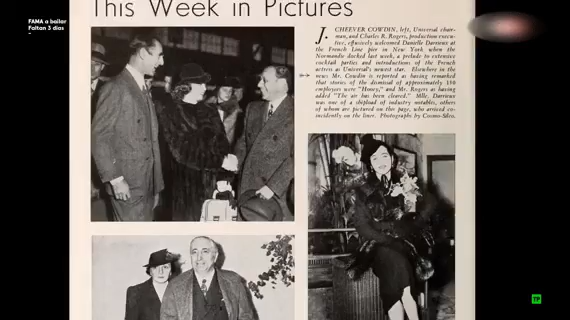 FAMA a bailar
Faltan 3 días
This Week in Pictures
J. CHEEVER COWDIN, left, Universal chair-
man, and Charles R. Rogers, production execu-
tive, effusively welcomed Danielle Darrieux at
the French Line pier in New York when the
Normandie docked last week, a prelude to extensive
cocktail parties and introductions of the French
actress as Universal's newest star. Elsewhere in the
news Mr. Cowdin is reported as having remarked
that stories of the dismissal of approximately 150
employees were "Honey," and Mr. Rogers as having
added "The air has been cleared." Mlle. Darrieux
was one of a shipload of industry notables, others
of whom are pictured on this page, who arrived co-
incidently on the liner. Photographs by Cosmo-Sileo.
TP